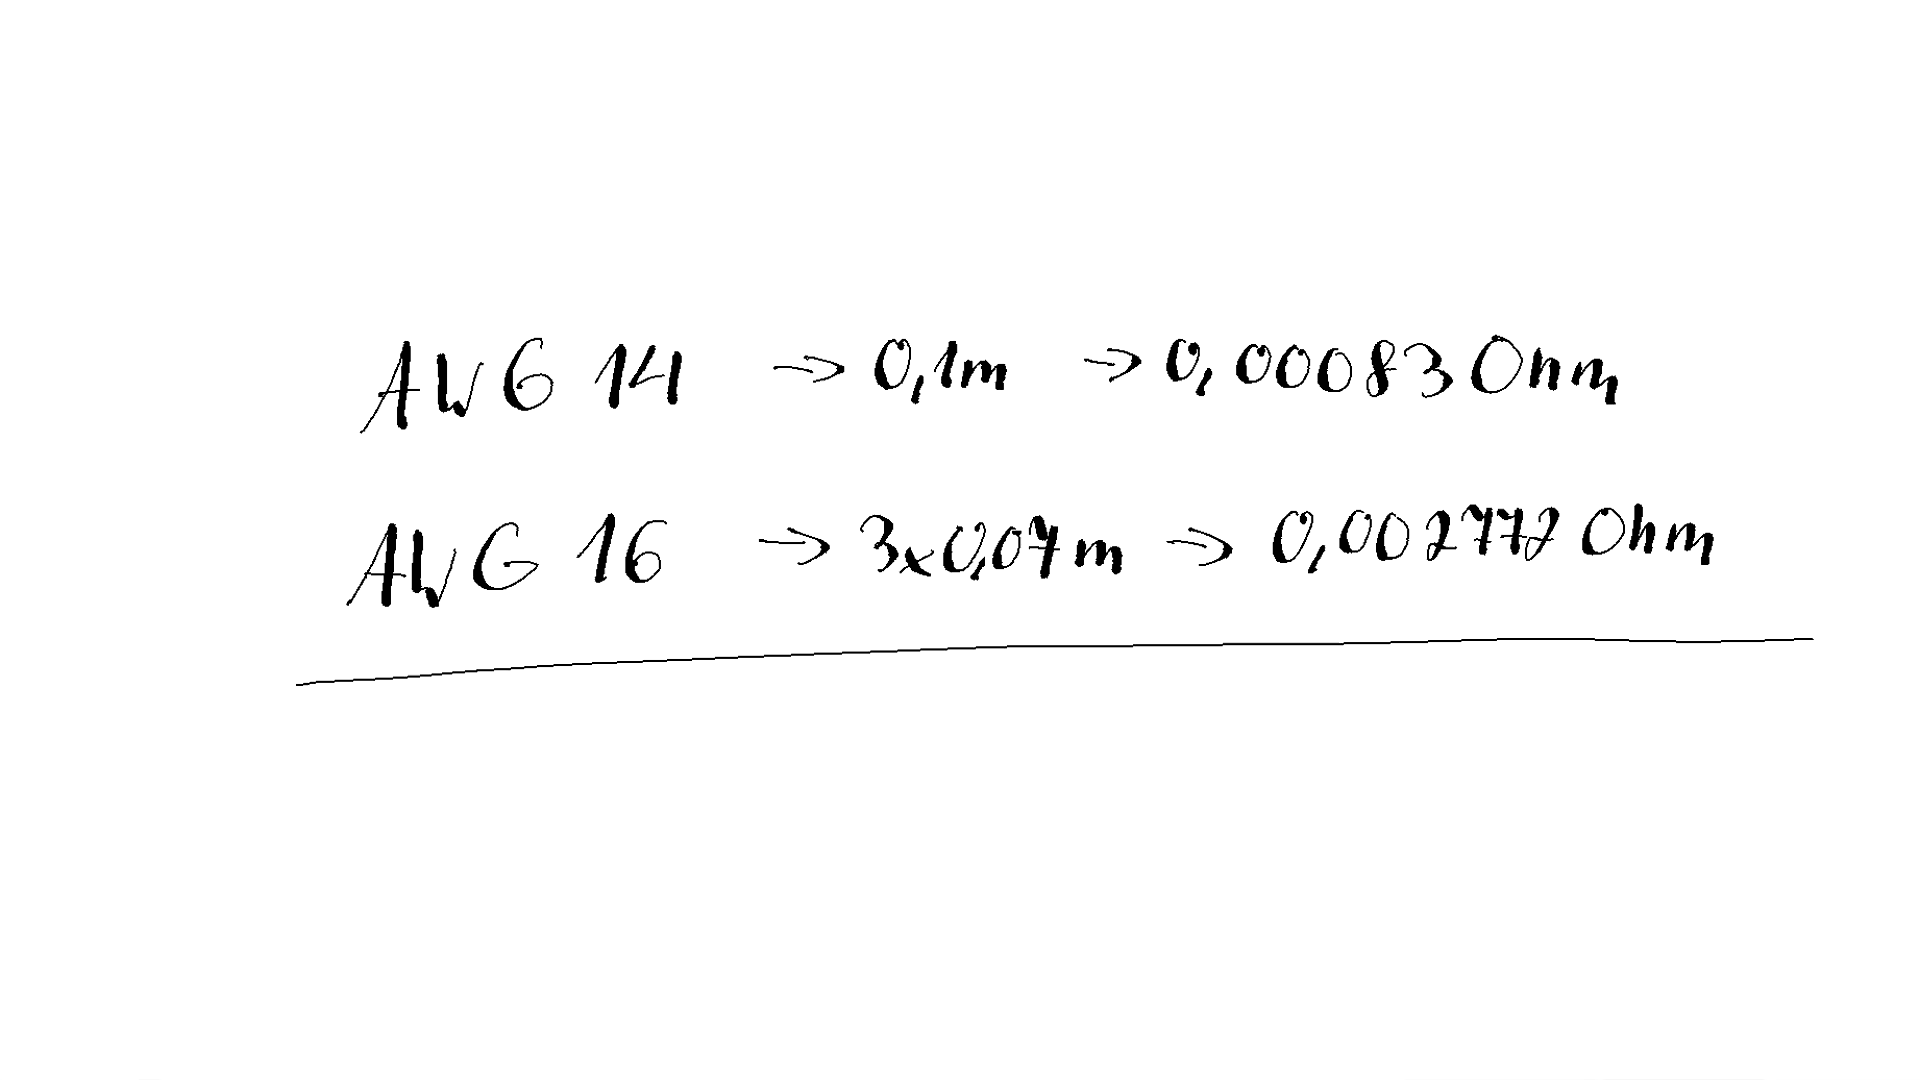 AWG 14 -> 0,1m -> 0,00083 Ohm
AWG 16 -> 3x0,07m -> 0,002772 Ohm